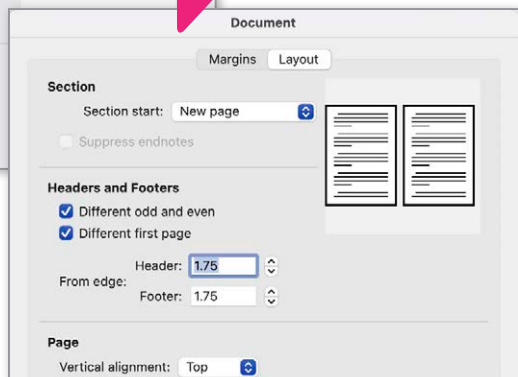 Document
Margins Layout
Section
Section start: New page
Suppress endnotes
Headers and Footers
Different odd and even
Different first page
Header: 1.75
From edge:
Footer: 1.75
Page
Vertical alignment: Top